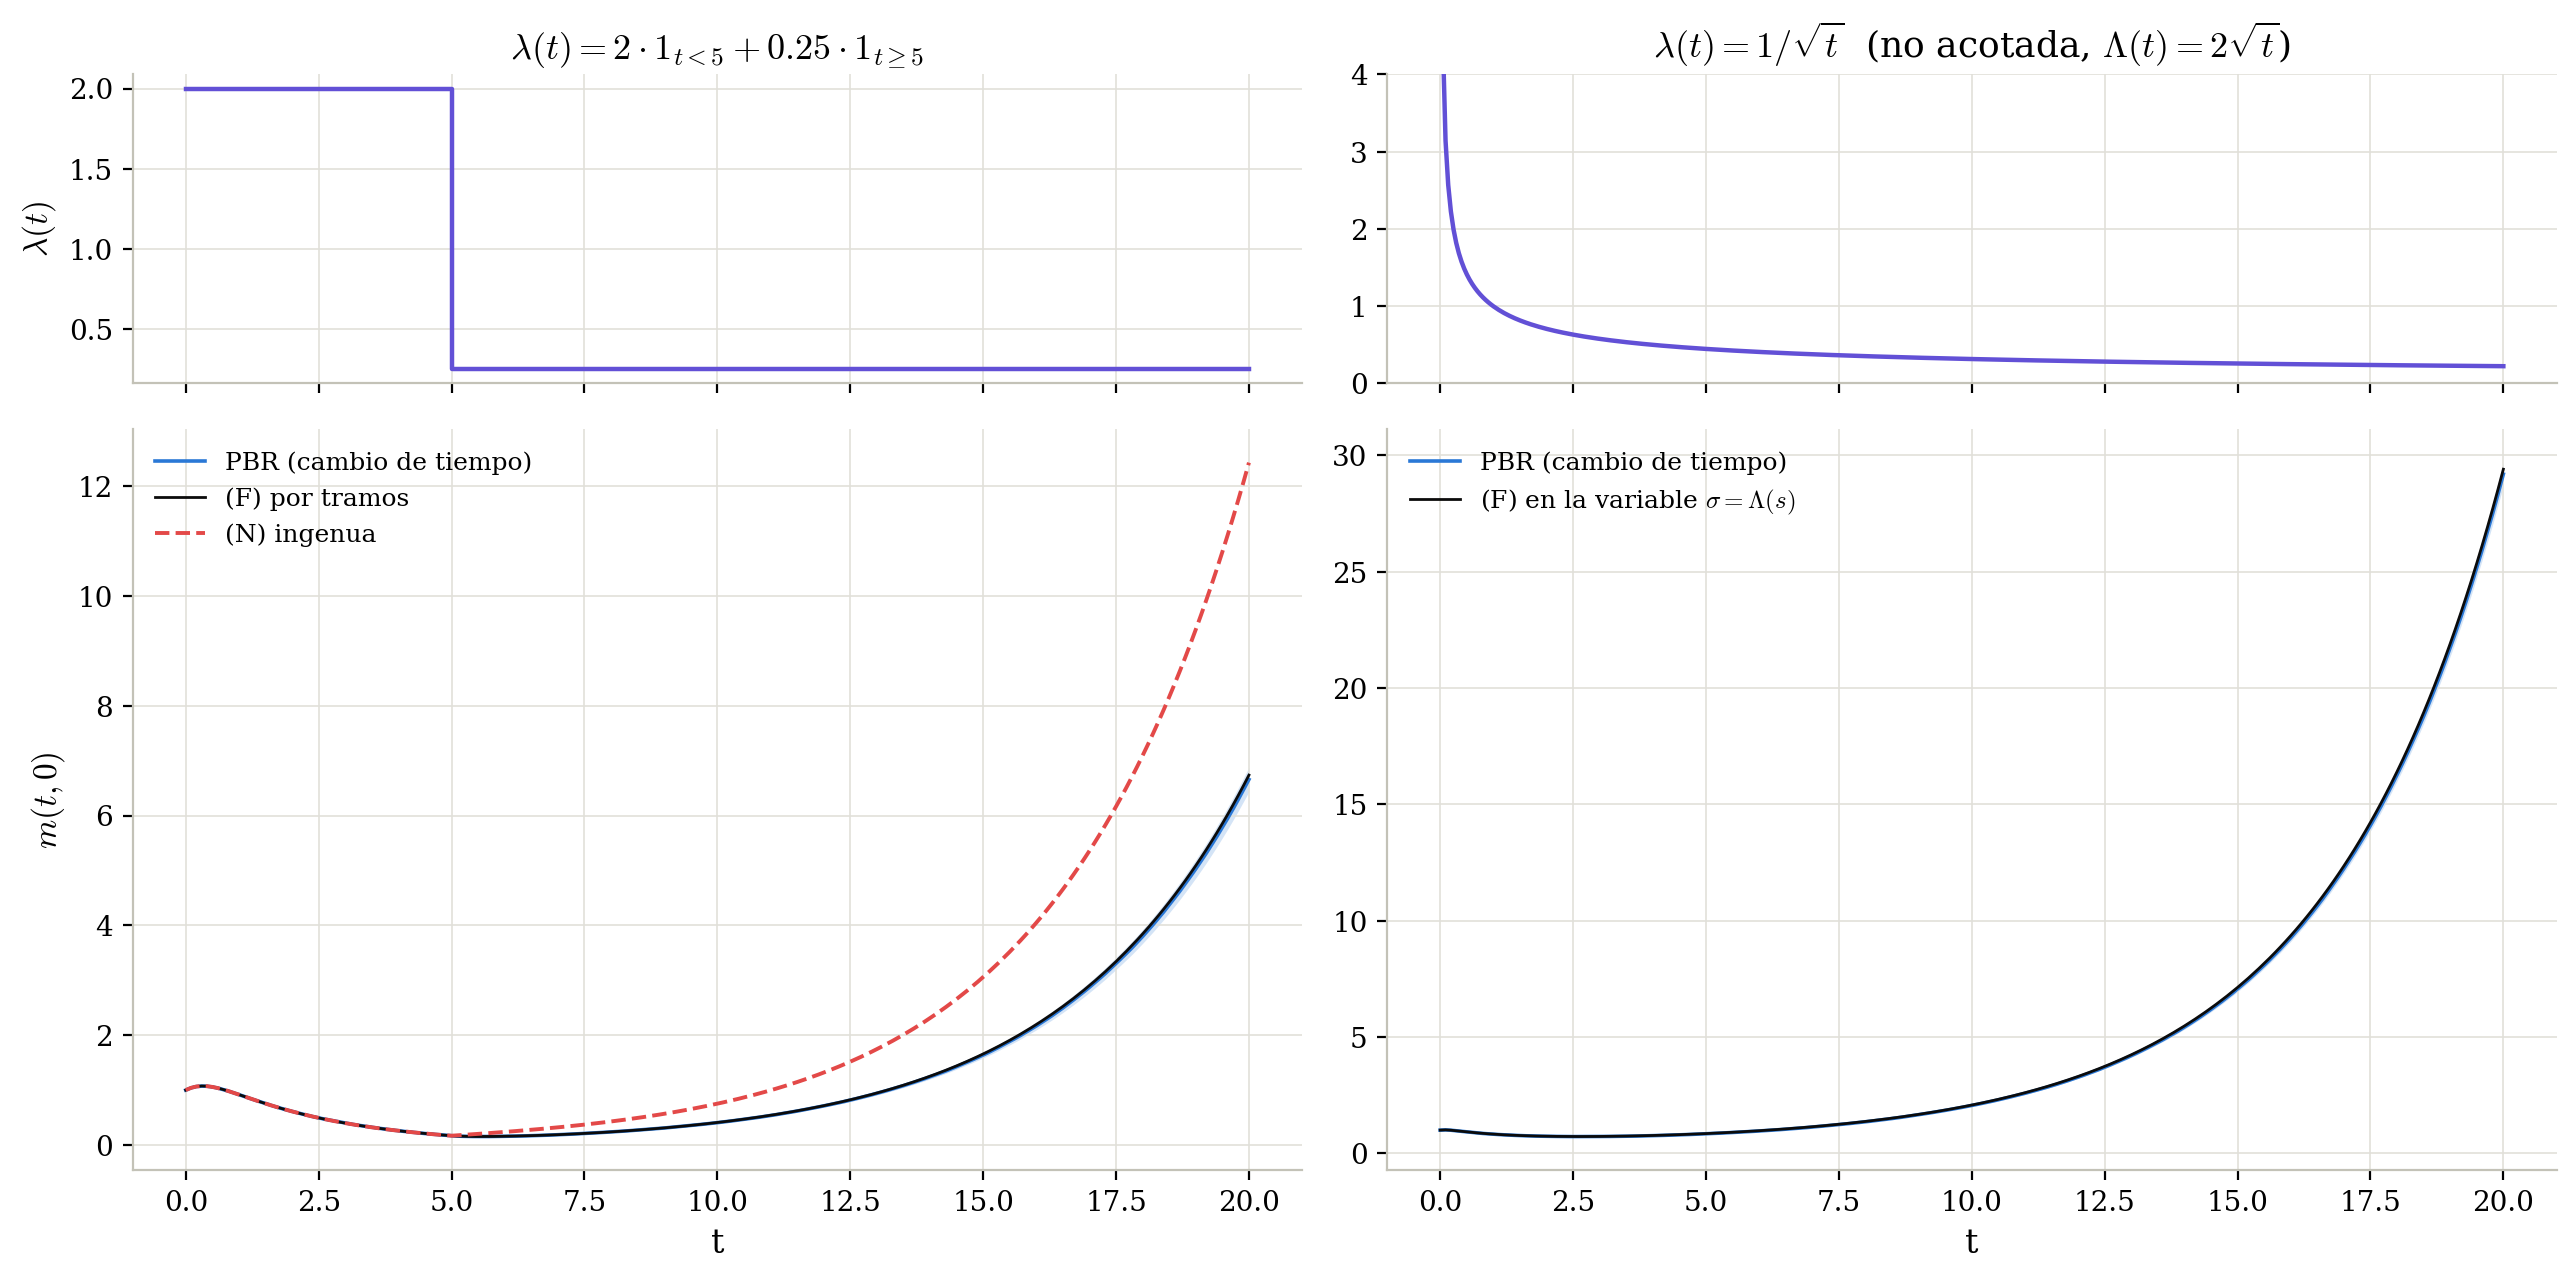 λ(t) = 2 · 1_{t<5} + 0.25 · 1_{t≥5}
2.0
1.5
1.0
0.5
λ(t)
λ(t) = 1/√t (no acotada, Λ(t) = 2√t)
4
3
2
1
0
PBR (cambio de tiempo)
(F) por tramos
(N) ingenua
12
10
8
6
4
2
0
m(t, 0)
0.0 2.5 5.0 7.5 10.0 12.5 15.0 17.5 20.0
t
PBR (cambio de tiempo)
(F) en la variable σ = Λ(s)
30
25
20
15
10
5
0
0.0 2.5 5.0 7.5 10.0 12.5 15.0 17.5 20.0
t